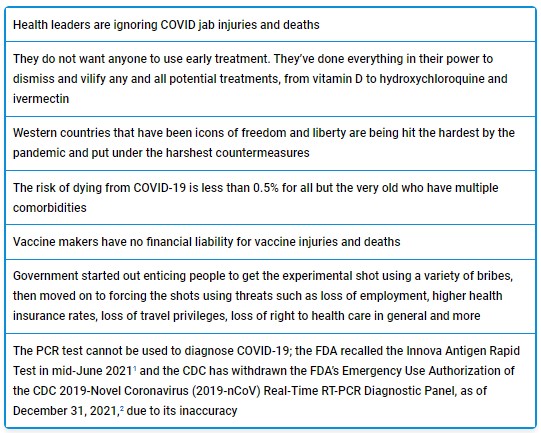 Health leaders are ignoring COVID jab injuries and deaths
They do not want anyone to use early treatment. They've done everything in their power to
dismiss and vilify any and all potential treatments, from vitamin D to hydroxychloroquine and
ivermectin
Western countries that have been icons of freedom and liberty are being hit the hardest by the
pandemic and put under the harshest countermeasures
The risk of dying from COVID-19 is less than 0.5% for all but the very old who have multiple
comorbidities
Vaccine makers have no financial liability for vaccine injuries and deaths
Government started out enticing people to get the experimental shot using a variety of bribes,
then moved on to forcing the shots using threats such as loss of employment, higher health
insurance rates, loss of travel privileges, loss of right to health care in general and more
The PCR test cannot be used to diagnose COVID-19; the FDA recalled the Innova Antigen Rapid
Test in mid-June 2021¹ and the CDC has withdrawn the FDA's Emergency Use Authorization of
the CDC 2019-Novel Coronavirus (2019-nCoV) Real-Time RT-PCR Diagnostic Panel, as of
December 31, 2021,² due to its inaccuracy